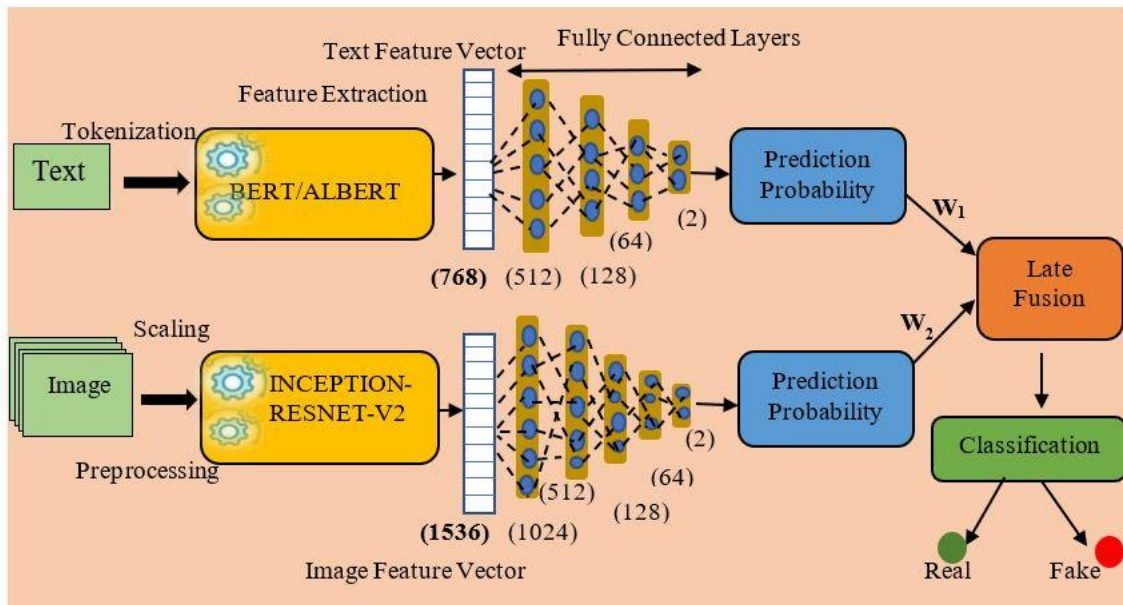 Text Feature Vector
Fully Connected Layers
Feature Extraction
Tokenization
Text
BERT/ALBERT
(768)
(512)
(128)
(64)
(2)
Prediction
Probability
W₁
Late
Fusion
Scaling
Image
Preprocessing
INCEPTION-
RESNET-V2
(1536)
(1024)
(512)
(128)
(64)
(2)
Image Feature Vector
Prediction
Probability
W₂
Classification
Real
Fake